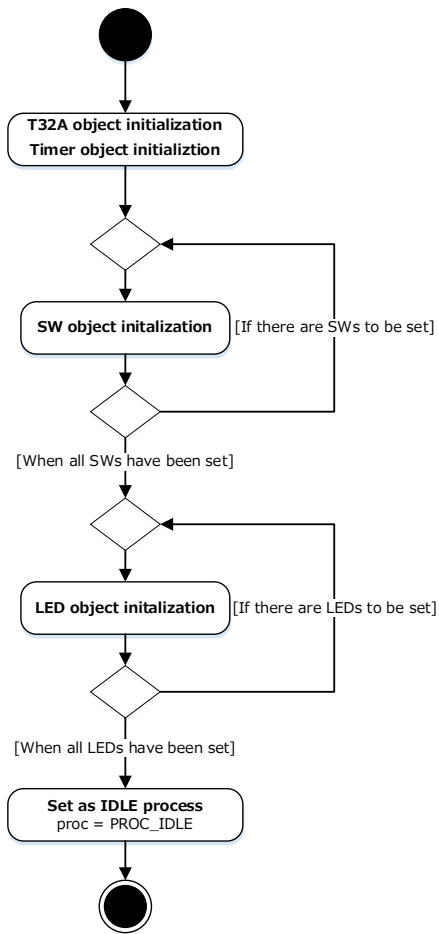 T32A object initialization
Timer object initializtion
SW object initalization
[If there are SWs to be set]
[When all SWs have been set]
LED object initalization
[If there are LEDs to be set]
[When all LEDs have been set]
Set as IDLE process
proc = PROC_IDLE